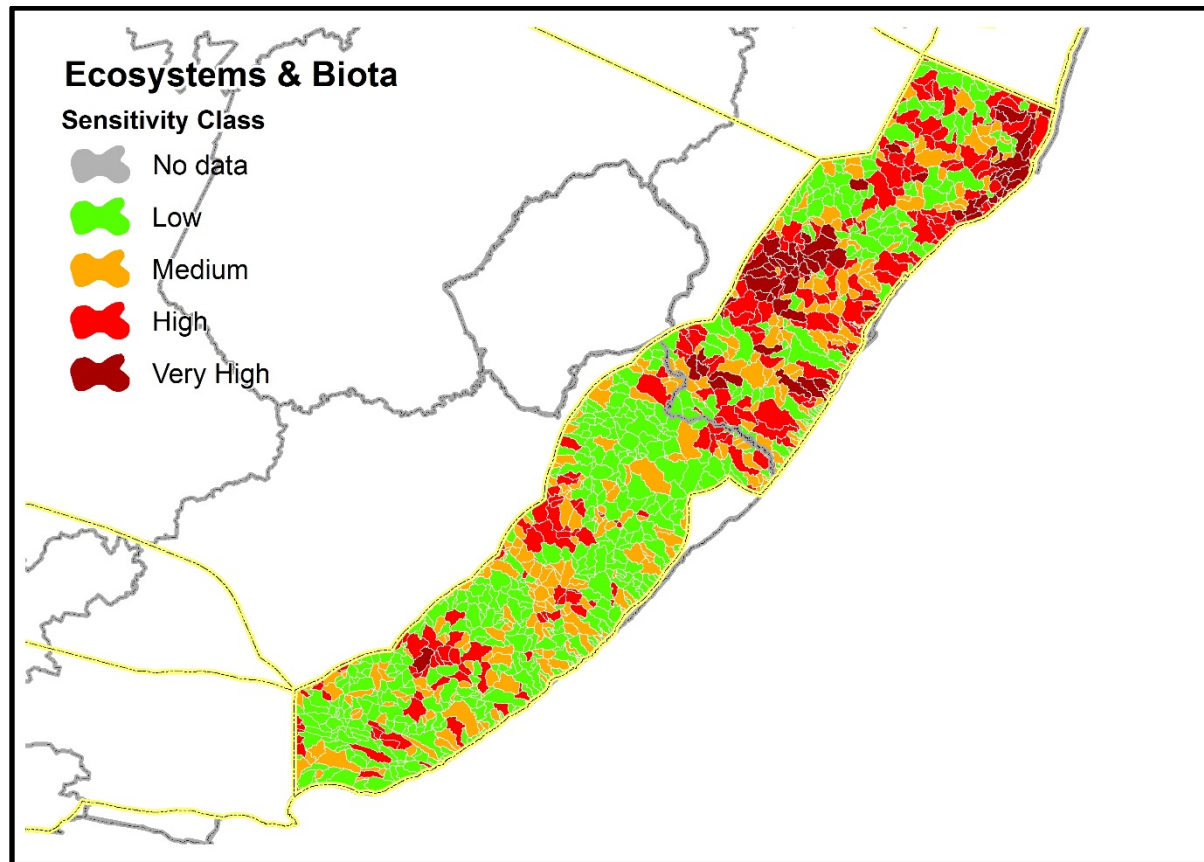 Ecosystems & Biota
Sensitivity Class
No data
Low
Medium
High
Very High